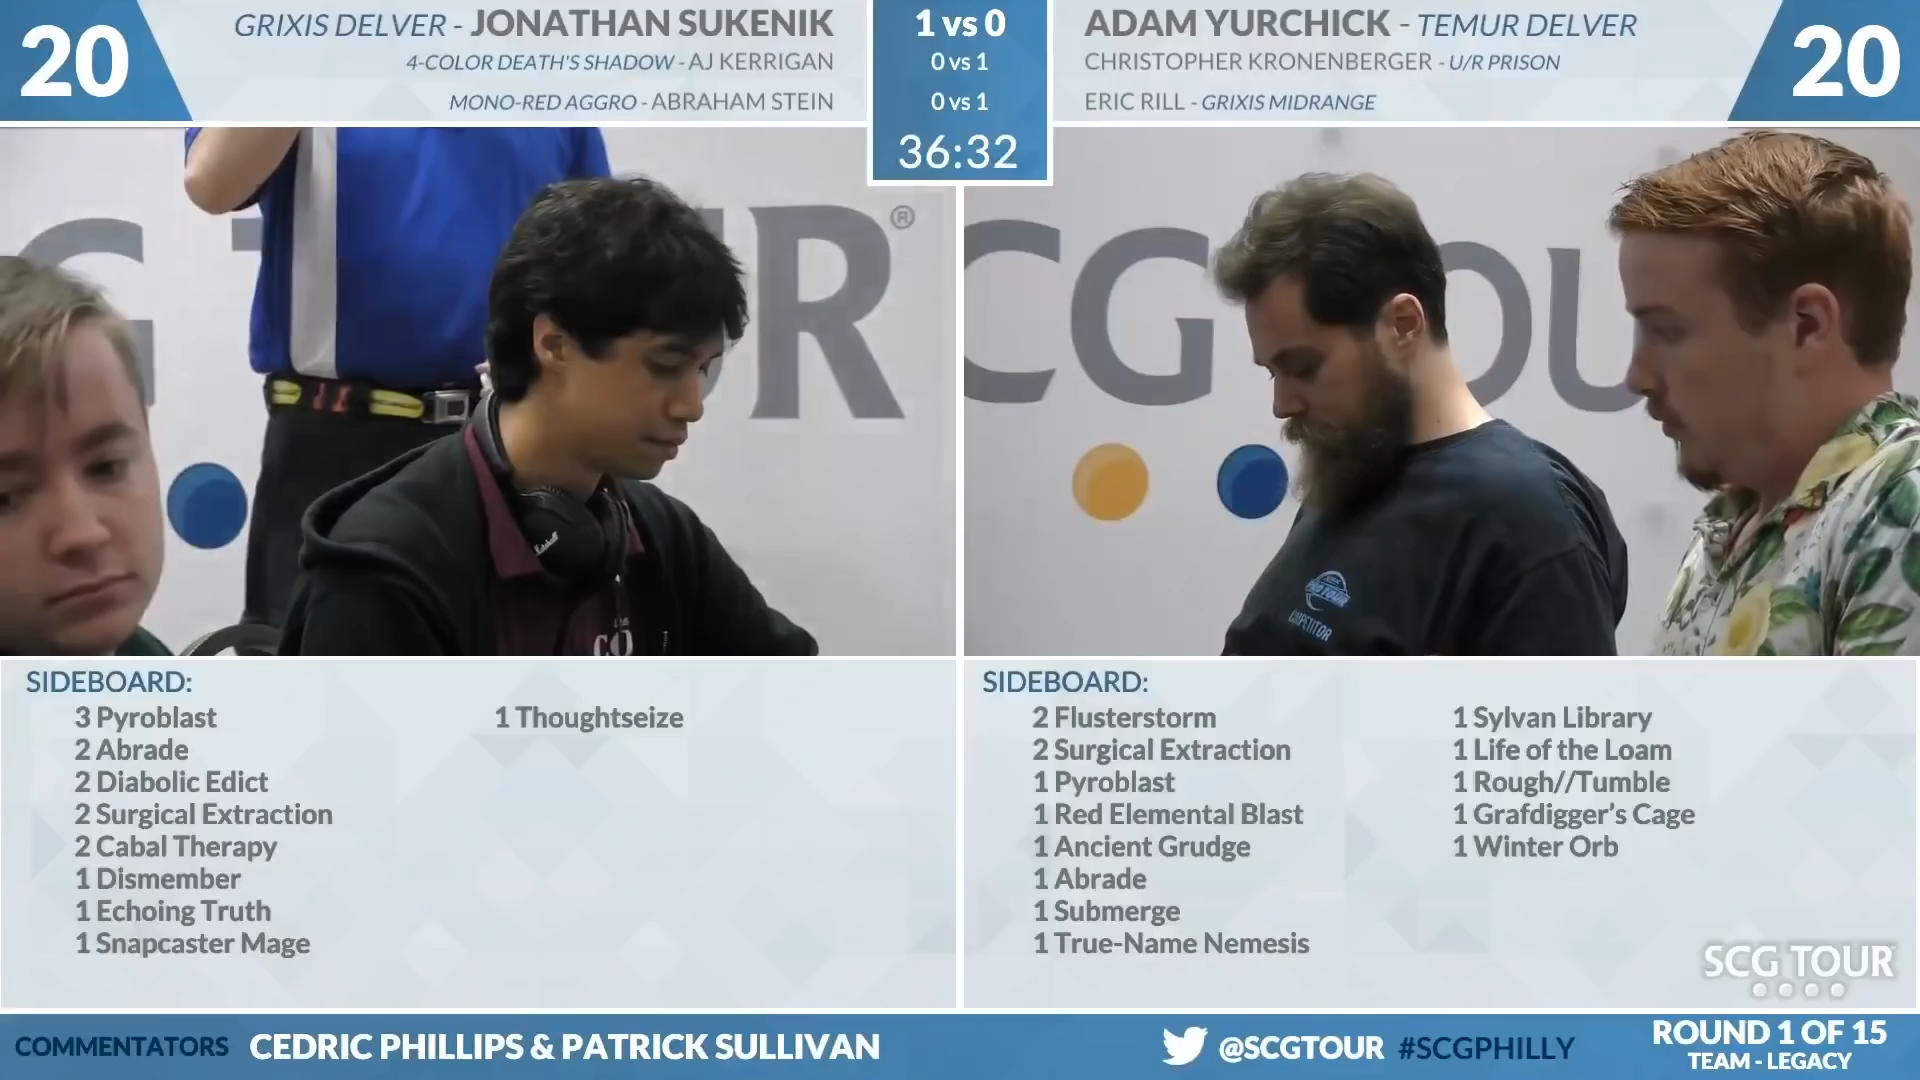 20
GRIXIS DELVER - JONATHAN SUKENIK
4-COLOR DEATH'S SHADOW - AJ KERRIGAN
MONO-RED AGGRO - ABRAHAM STEIN
1 vs 0
0 vs 1
0 vs 1
36:32
ADAM YURCHICK - TEMUR DELVER
CHRISTOPHER KRONENBERGER - U/R PRISON
ERIC RILL - GRIXIS MIDRANGE
20
G T R®
CG OU
Marshall
CO
PRO TOUR
COMPETITOR
SIDEBOARD:
3 Pyroblast
2 Abrade
2 Diabolic Edict
2 Surgical Extraction
2 Cabal Therapy
1 Dismember
1 Echoing Truth
1 Snapcaster Mage
1 Thoughtseize
SIDEBOARD:
2 Flusterstorm
2 Surgical Extraction
1 Pyroblast
1 Red Elemental Blast
1 Ancient Grudge
1 Abrade
1 Submerge
1 True-Name Nemesis
1 Sylvan Library
1 Life of the Loam
1 Rough//Tumble
1 Grafdigger's Cage
1 Winter Orb
SCG TOUR
COMMENTATORS CEDRIC PHILLIPS & PATRICK SULLIVAN
@SCGTOUR #SCGPHILLY
ROUND 1 OF 15
TEAM - LEGACY